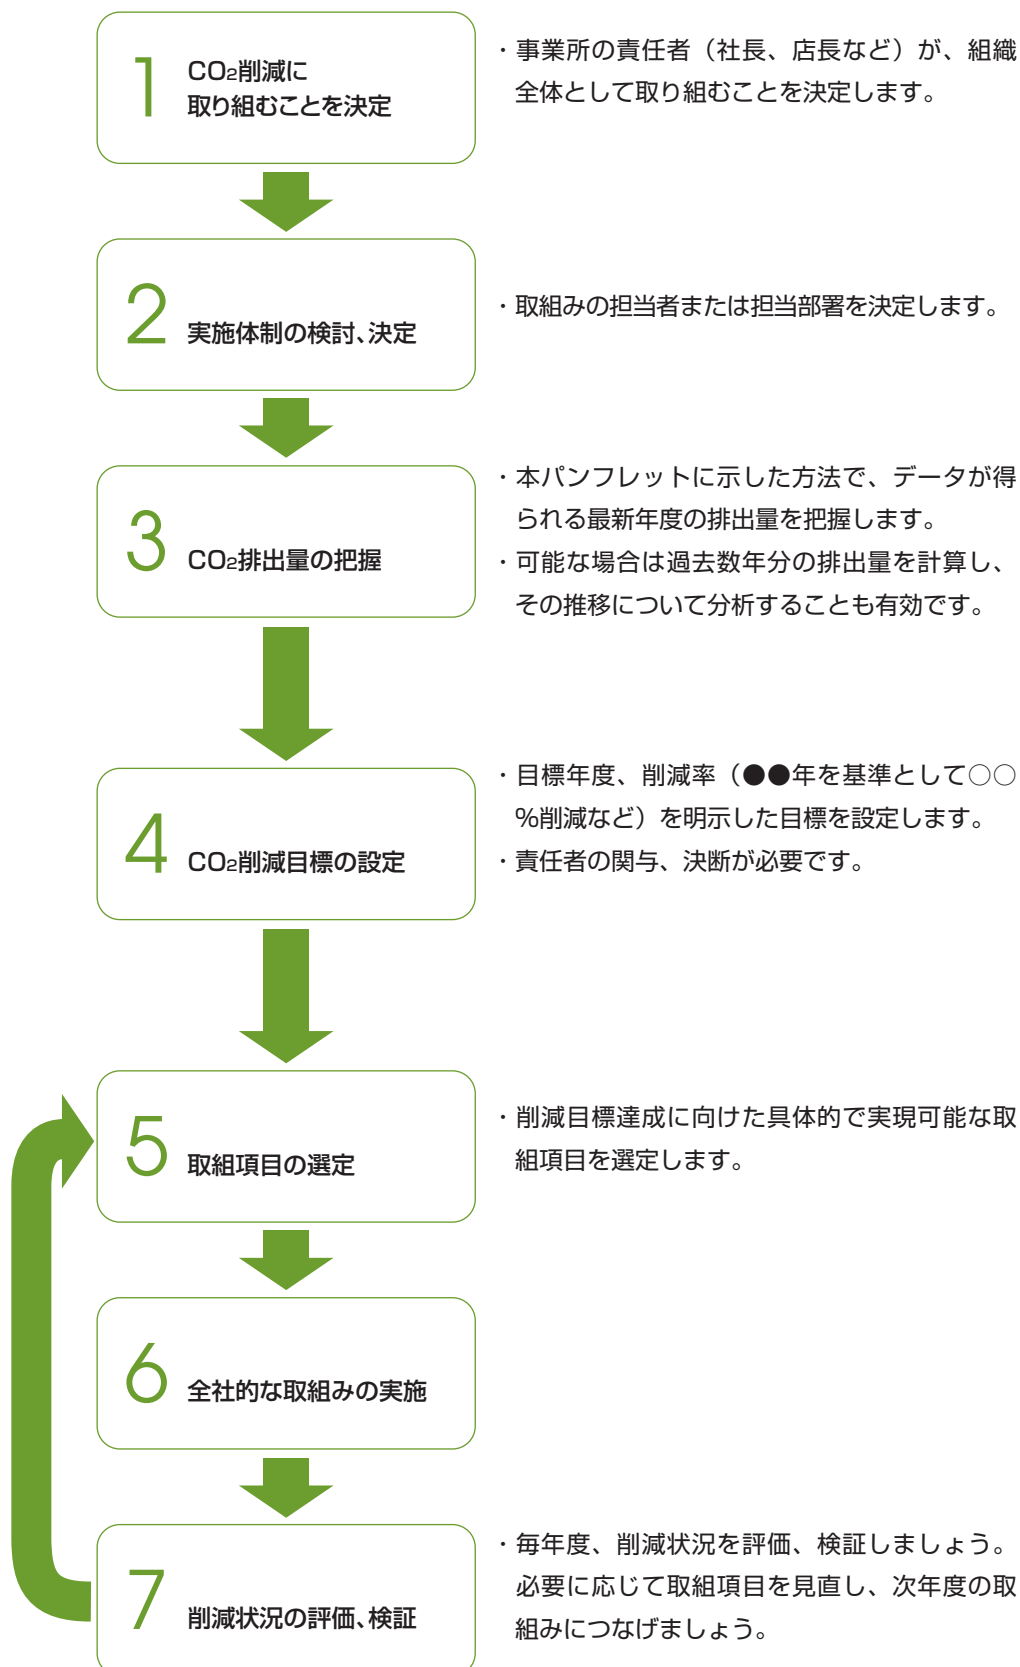 1
CO₂削減に
取り組むことを決定
・事業所の責任者（社長、店長など）が、組織
全体として取り組むことを決定します。
2
実施体制の検討、決定
・取組みの担当者または担当部署を決定します。
3
CO₂排出量の把握
・本パンフレットに示した方法で、データが得
られる最新年度の排出量を把握します。
・可能な場合は過去数年分の排出量を計算し、
その推移について分析することも有効です。
4
CO₂削減目標の設定
・目標年度、削減率（●●年を基準として○○
％削減など）を明示した目標を設定します。
・責任者の関与、決断が必要です。
5
取組項目の選定
・削減目標達成に向けた具体的で実現可能な取
組項目を選定します。
6
全社的な取組みの実施
7
削減状況の評価、検証
・毎年度、削減状況を評価、検証しましょう。
必要に応じて取組項目を見直し、次年度の取
組みにつなげましょう。